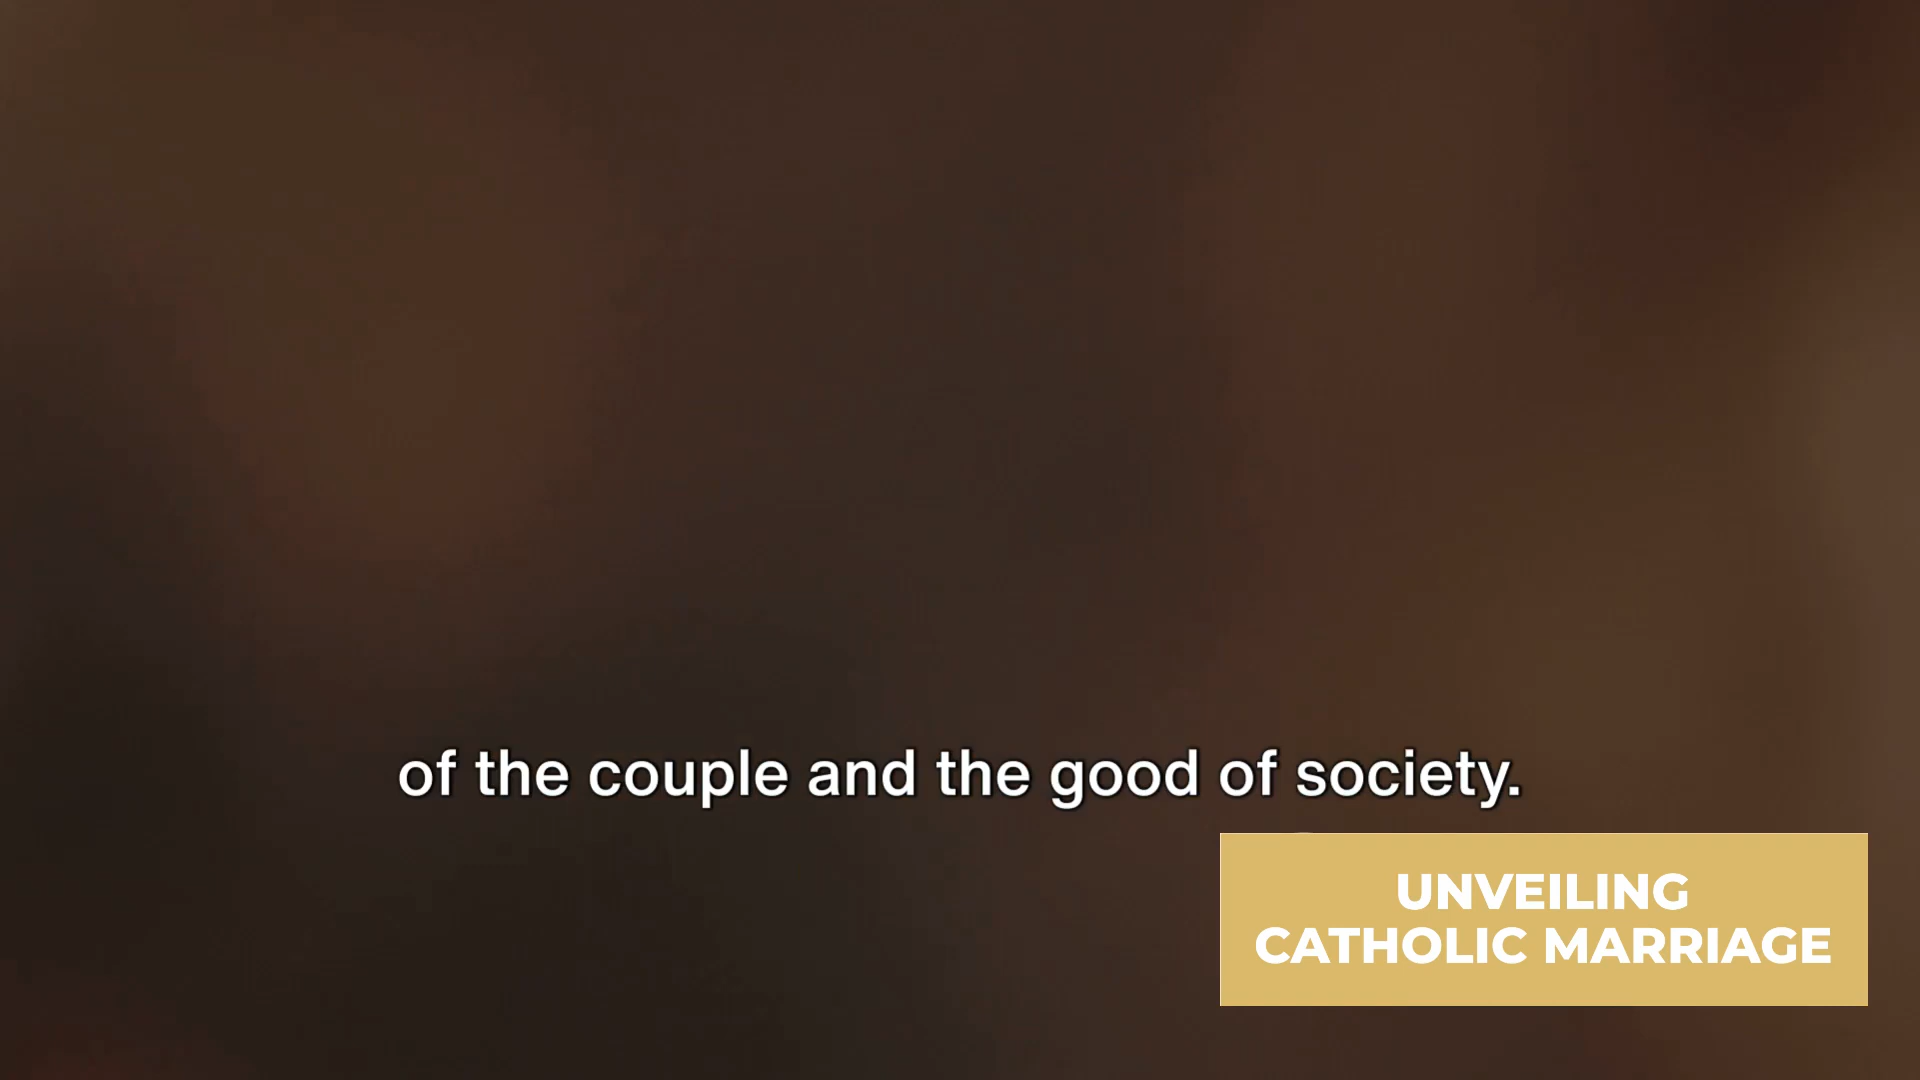 of the couple and the good of society.
UNVEILING
CATHOLIC MARRIAGE